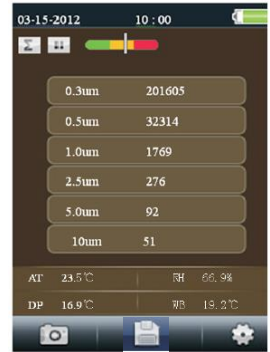 03-15-2012 10 : 00
Σ
0.3um 201605
0.5um 32314
1.0um 1769
2.5um 276
5.0um 92
10um 51
AT 23.5℃ RH 66.9%
DP 16.9℃ WB 19.2℃